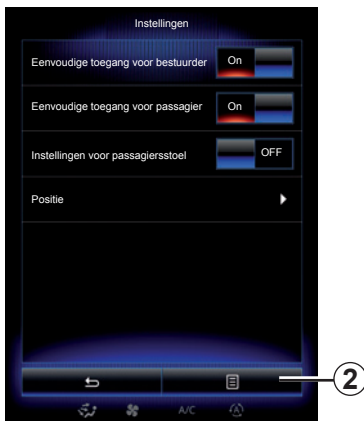 Instellingen
Eenvoudige toegang voor bestuurder On
Eenvoudige toegang voor passagier On
Instellingen voor passagiersstoel OFF
Positie
2
A/C